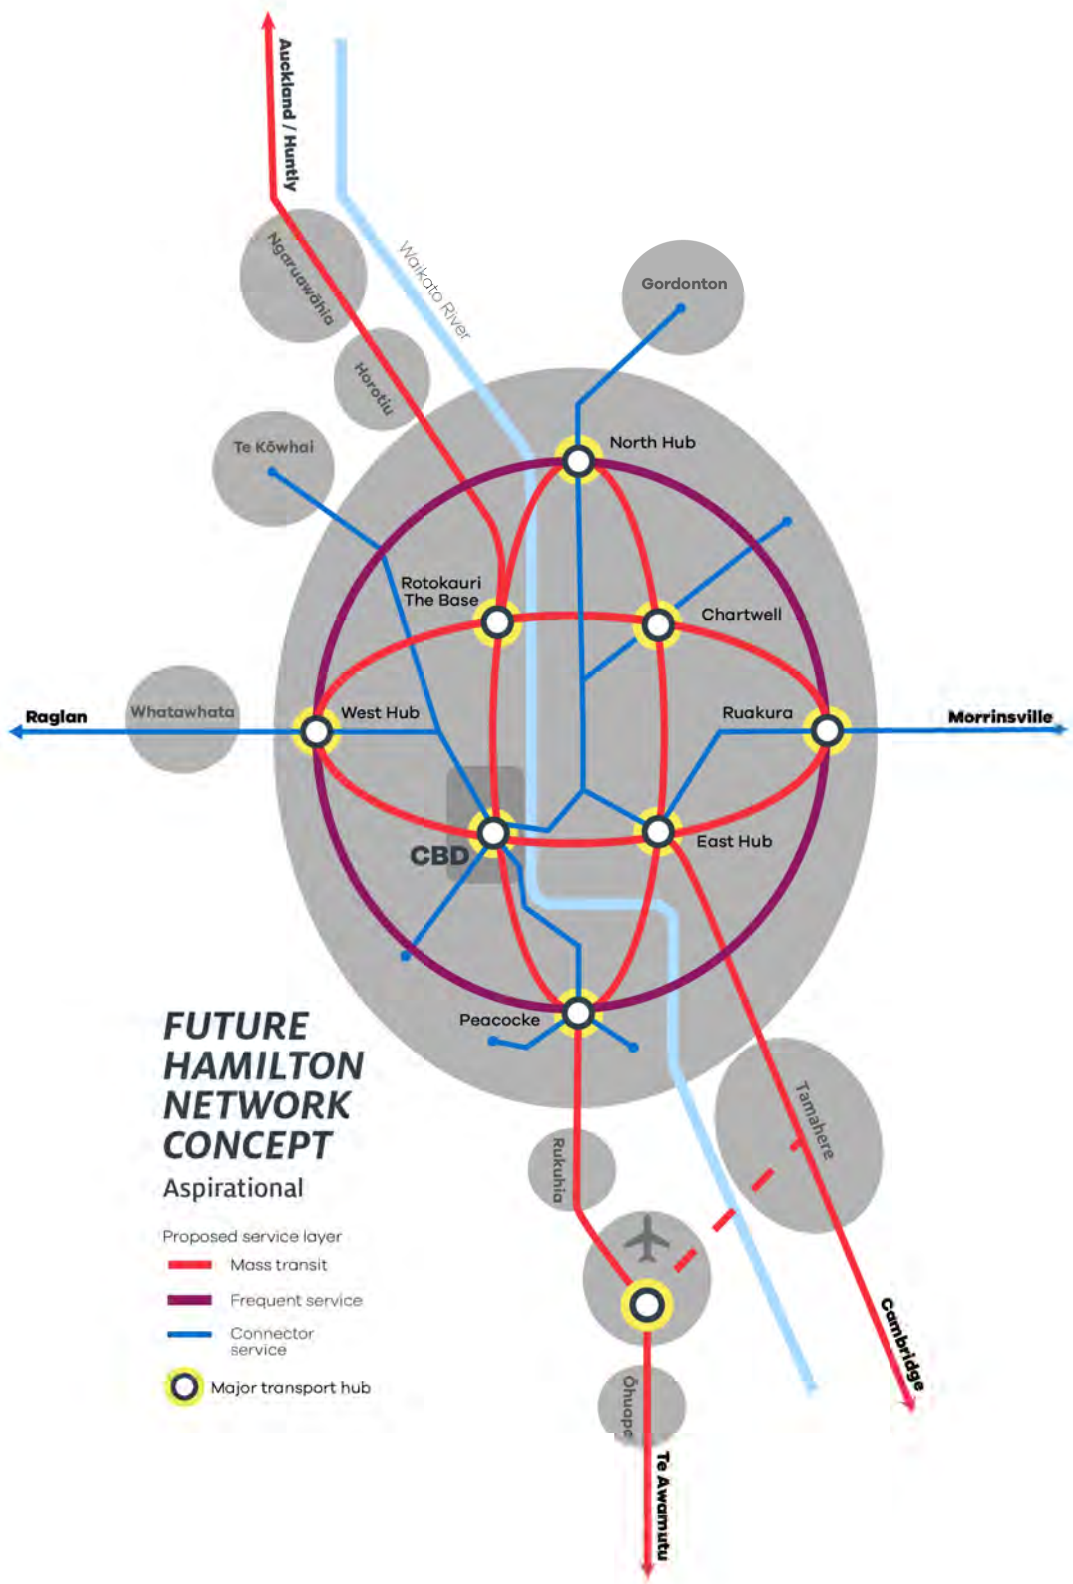 Auckland / Huntly
Ngaruawāhia
Waikato River
Gordonton
Horotiu
Te Kōwhai
North Hub
Rotokauri
The Base
Chartwell
Raglan
Whatawhata
West Hub
Ruakura
Morrinsville
CBD
East Hub
Peacocke
FUTURE
HAMILTON
NETWORK
CONCEPT
Aspirational
Tamahere
Rukuhia
Proposed service layer
Mass transit
Frequent service
Connector
service
Major transport hub
Cambridge
Ōhuapo
Te Awamutu